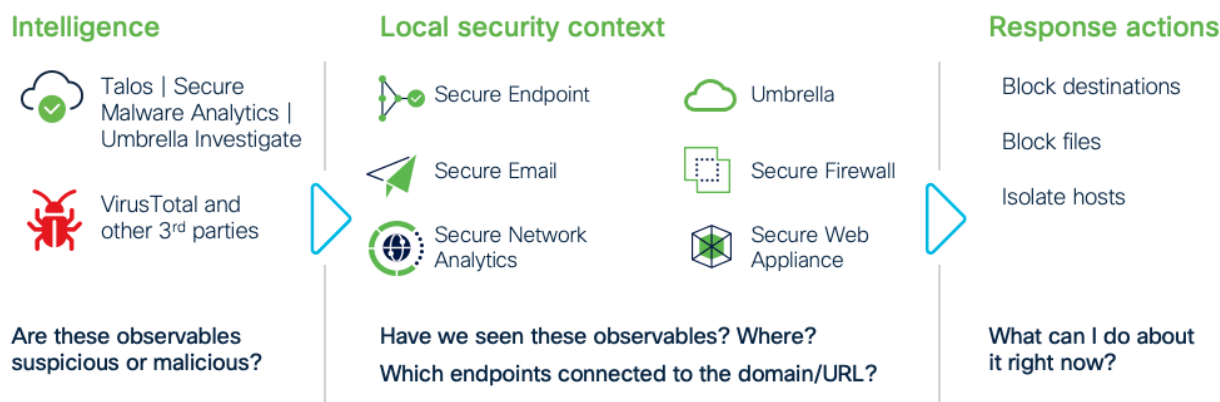 Intelligence
Talos | Secure
Malware Analytics |
Umbrella Investigate
VirusTotal and
other 3rd parties
Are these observables
suspicious or malicious?
Local security context
Secure Endpoint
Umbrella
Secure Email
Secure Firewall
Secure Network
Analytics
Secure Web
Appliance
Have we seen these observables? Where?
Which endpoints connected to the domain/URL?
Response actions
Block destinations
Block files
Isolate hosts
What can I do about
it right now?